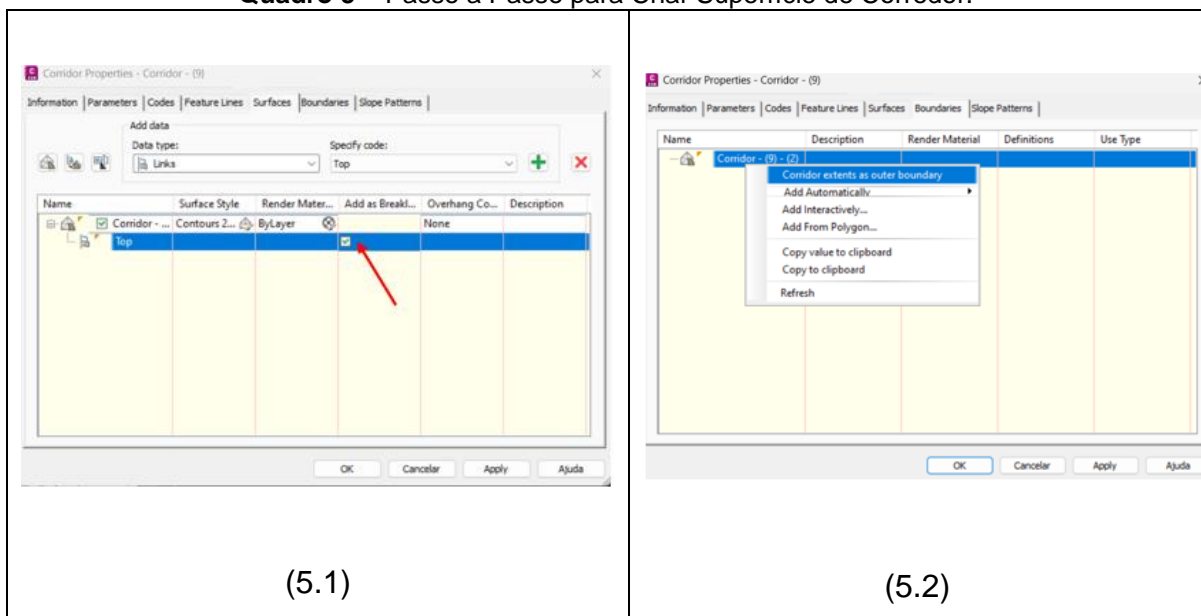 Quadro 5 – Passo a Passo para Criar Superfície de Corredor.
Corridor Properties - Corridor - (9)
Information Parameters Codes Feature Lines Surfaces Boundaries Slope Patterns
Add data
Data type:
Specify code:
Links
Top
Name Surface Style Render Mater... Add as Breakl... Overhang Co... Description
Corridor - ... Contours 2... ByLayer None
Top
OK Cancelar Apply Ajuda
(5.1)
Corridor Properties - Corridor - (9)
Information Parameters Codes Feature Lines Surfaces Boundaries Slope Patterns
Name Description Render Material Definitions Use Type
Corridor - (9) - (2)
Corridor extents as outer boundary
Add Automatically
Add Interactively...
Add From Polygon...
Copy value to clipboard
Copy to clipboard
Refresh
OK Cancelar Apply Ajuda
(5.2)